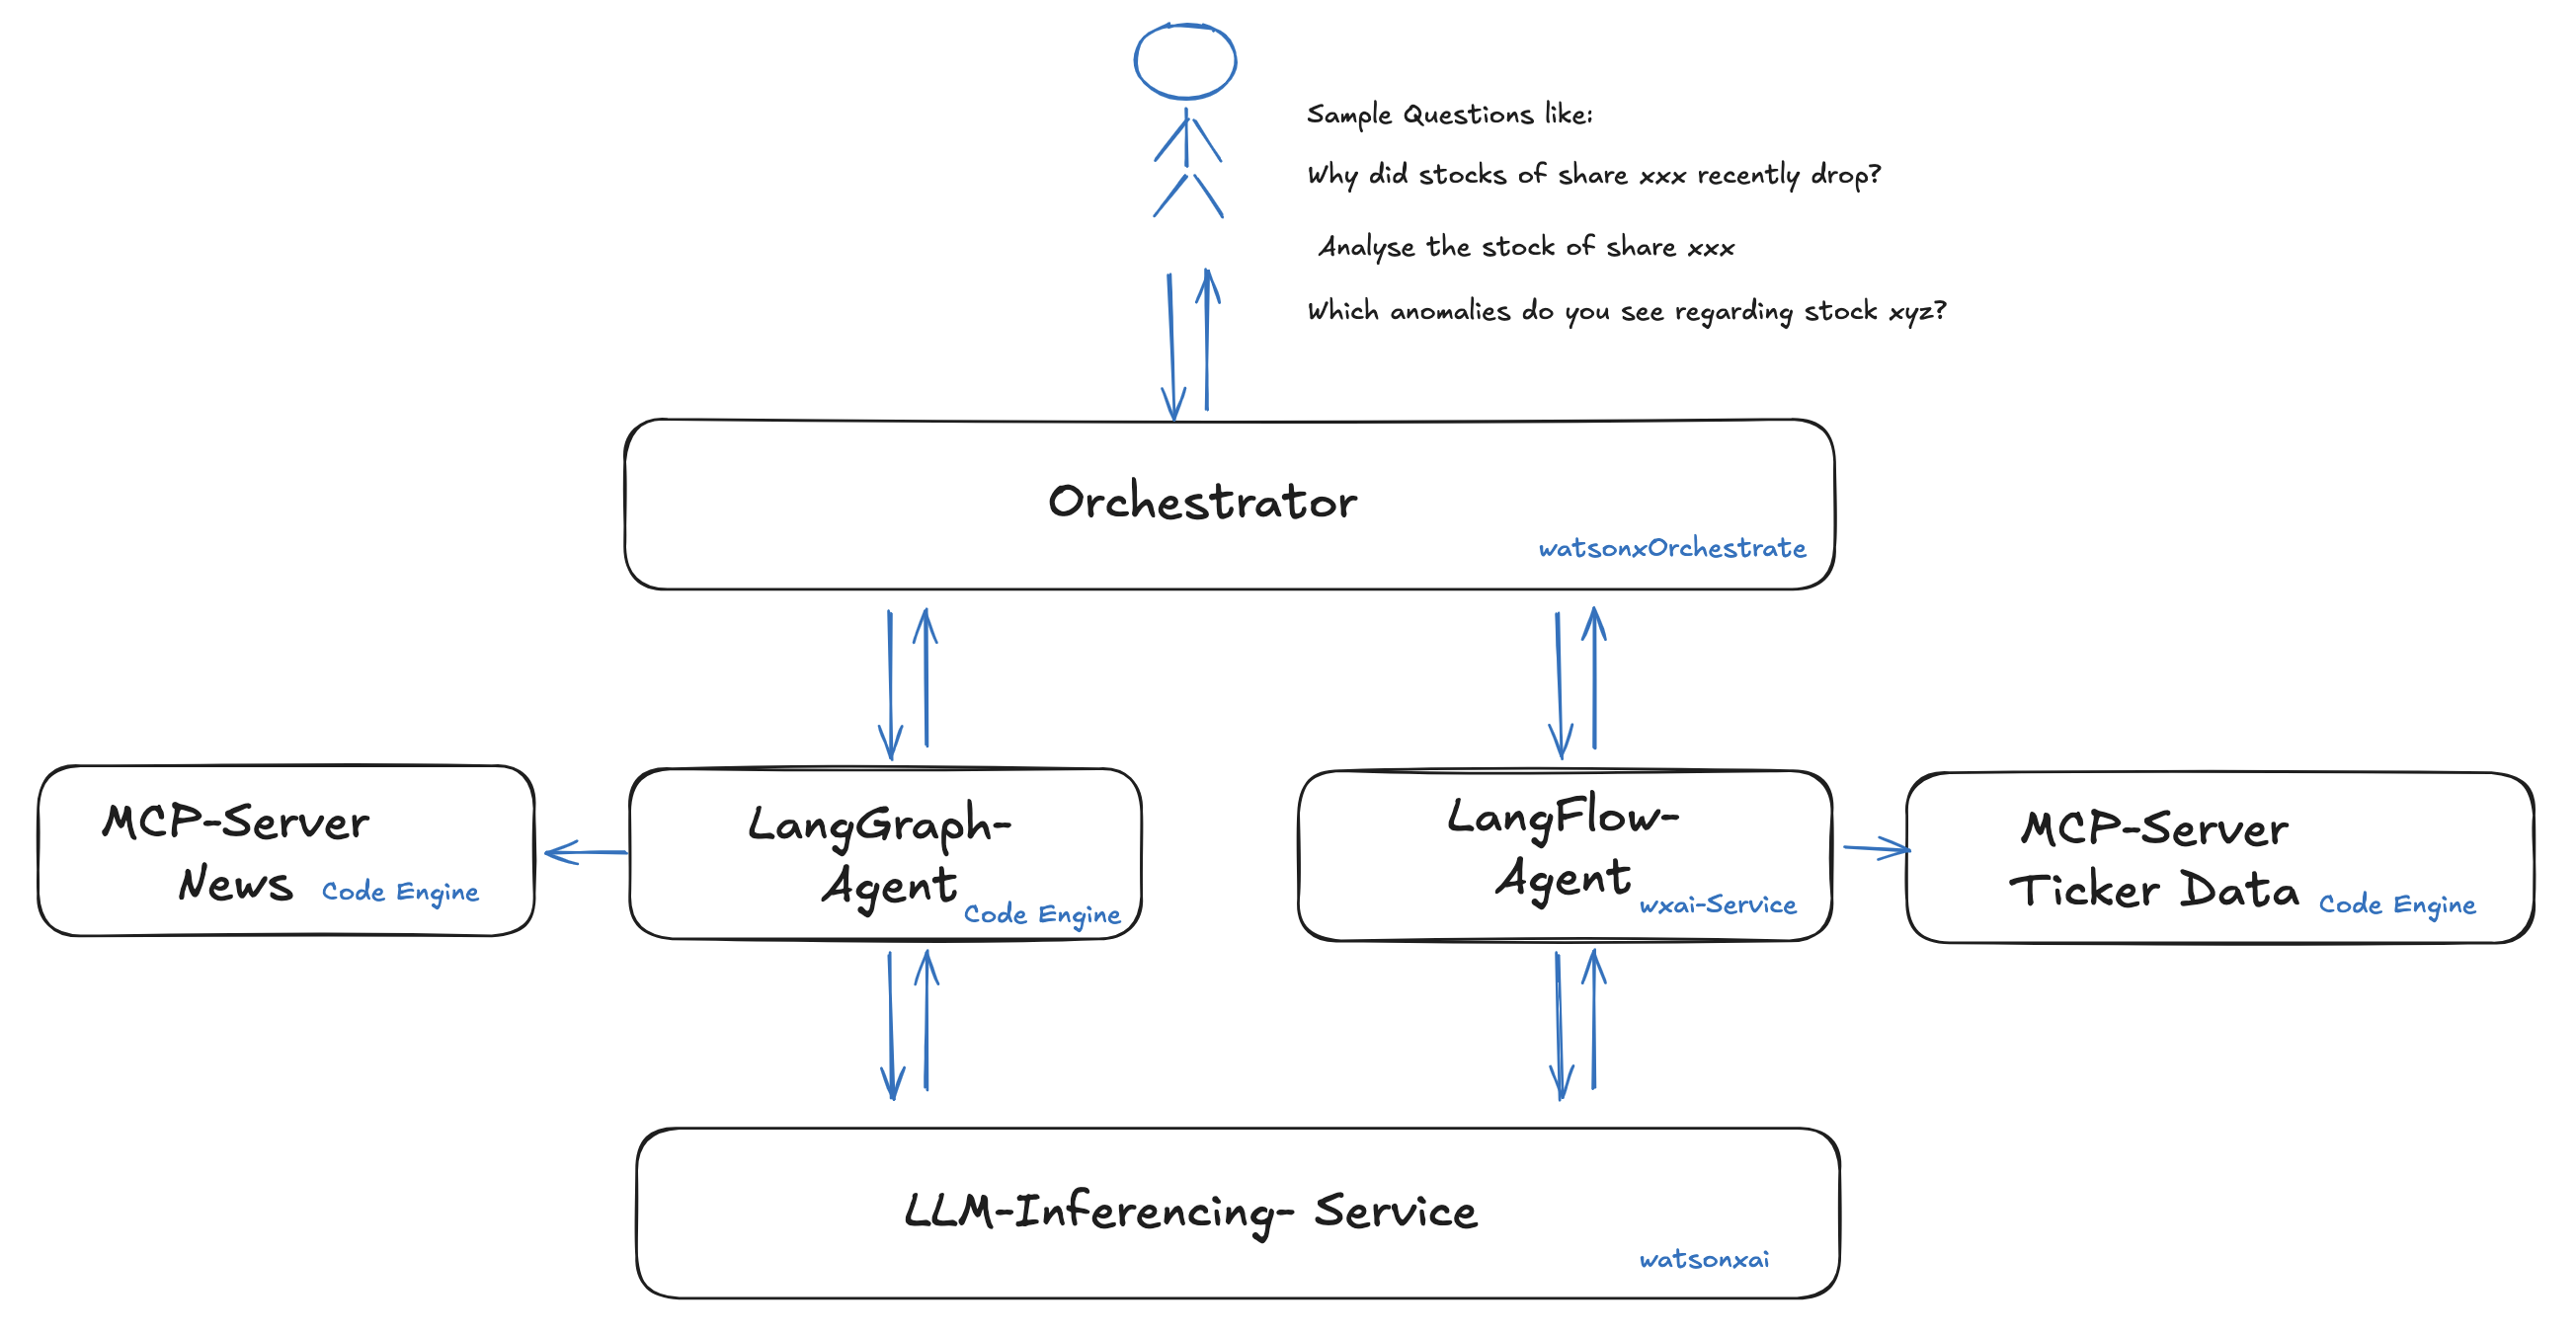 Sample Questions like:
Why did stocks of share xxx recently drop?
Analyse the stock of share xxx
Which anomalies do you see regarding stock xyz?
Orchestrator
watsonxOrchestrate
MCP-Server
News
Code Engine
LangGraph-
Agent
Code Engine
LangFlow-
Agent
wxai-Service
MCP-Server
Ticker Data
Code Engine
LLM-Inferencing- Service
watsonxai